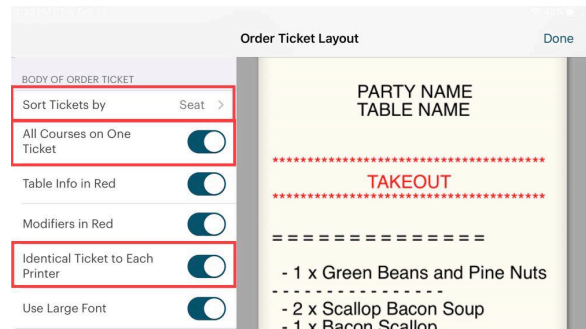 Order Ticket Layout
Done
BODY OF ORDER TICKET
Sort Tickets by
Seat >
All Courses on One
Ticket
Table Info in Red
Modifiers in Red
Identical Ticket to Each
Printer
Use Large Font
PARTY NAME
TABLE NAME
***************************************
TAKEOUT
***************************************
= = = = = = = = = = = = = =
- 1 x Green Beans and Pine Nuts
- - - - - - - - - - - - - - - -
- 2 x Scallop Bacon Soup
- 1 x Bacon Scallop